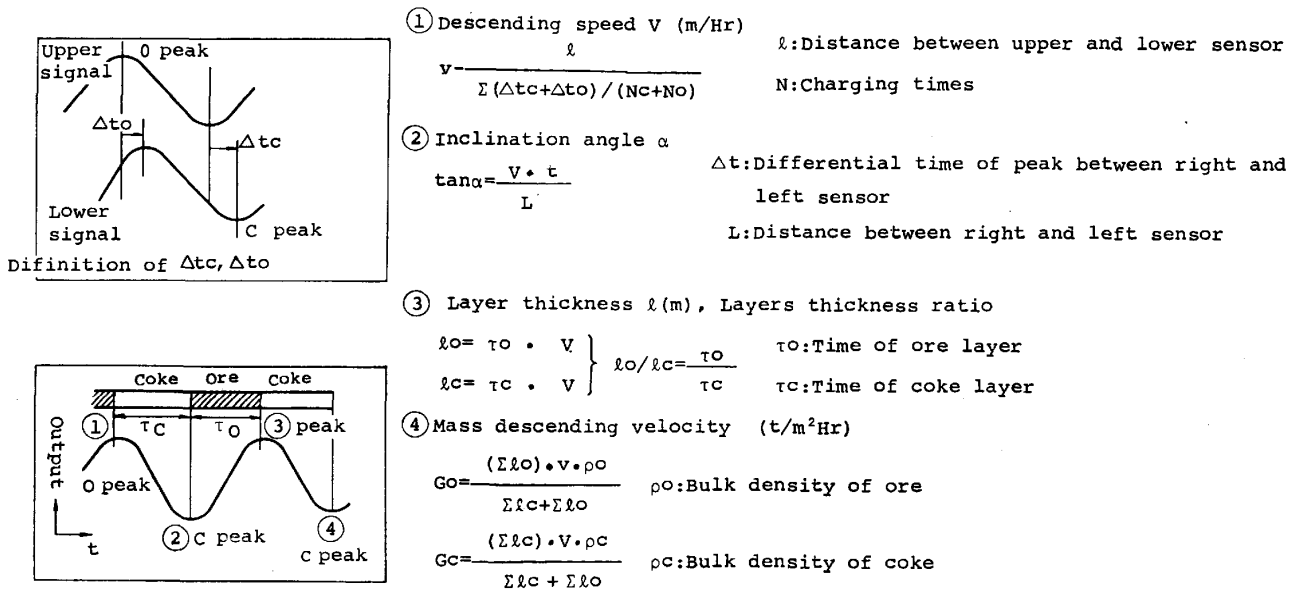 Upper
signal
O peak
Δto
Δtc
Lower
signal
C peak
Difinition of Δtc, Δto
① Descending speed V (m/Hr)
v-ℓ/Σ(Δtc+Δto)/(Nc+No)
ℓ:Distance between upper and lower sensor
N:Charging times
② Inclination angle α
tanα=V・t/L
Δt:Differential time of peak between right and
left sensor
L:Distance between right and left sensor
③ Layer thickness ℓ(m), Layers thickness ratio
ℓo= τo ・ V
ℓc= τc ・ V
ℓo/ℓc=τo/τc
τo:Time of ore layer
τc:Time of coke layer
Coke Ore Coke
① τC τO ③ peak
Output
O peak
② C peak
④
C peak
t
④ Mass descending velocity (t/m²Hr)
Go=(Σℓo)・v・ρo/Σℓc+Σℓo
ρo:Bulk density of ore
Gc=(Σℓc)・V・ρc/Σℓc + Σℓo
ρc:Bulk density of coke